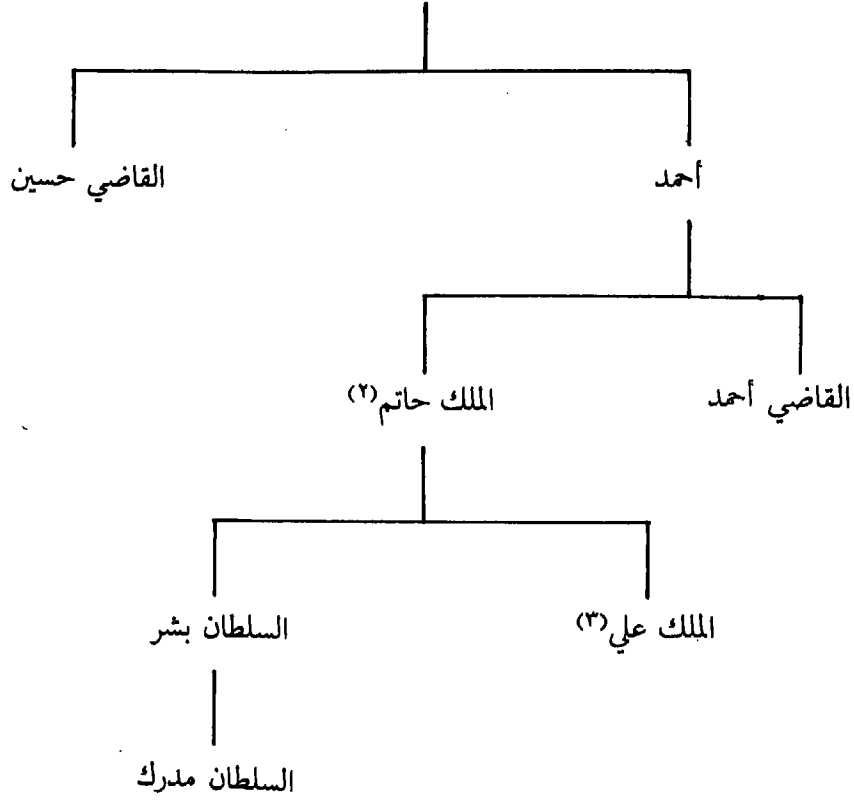 أحمد القاضي حسين
القاضي أحمد الملك حاتم(٢)
الملك علي(٣) السلطان بشر
السلطان مدرك